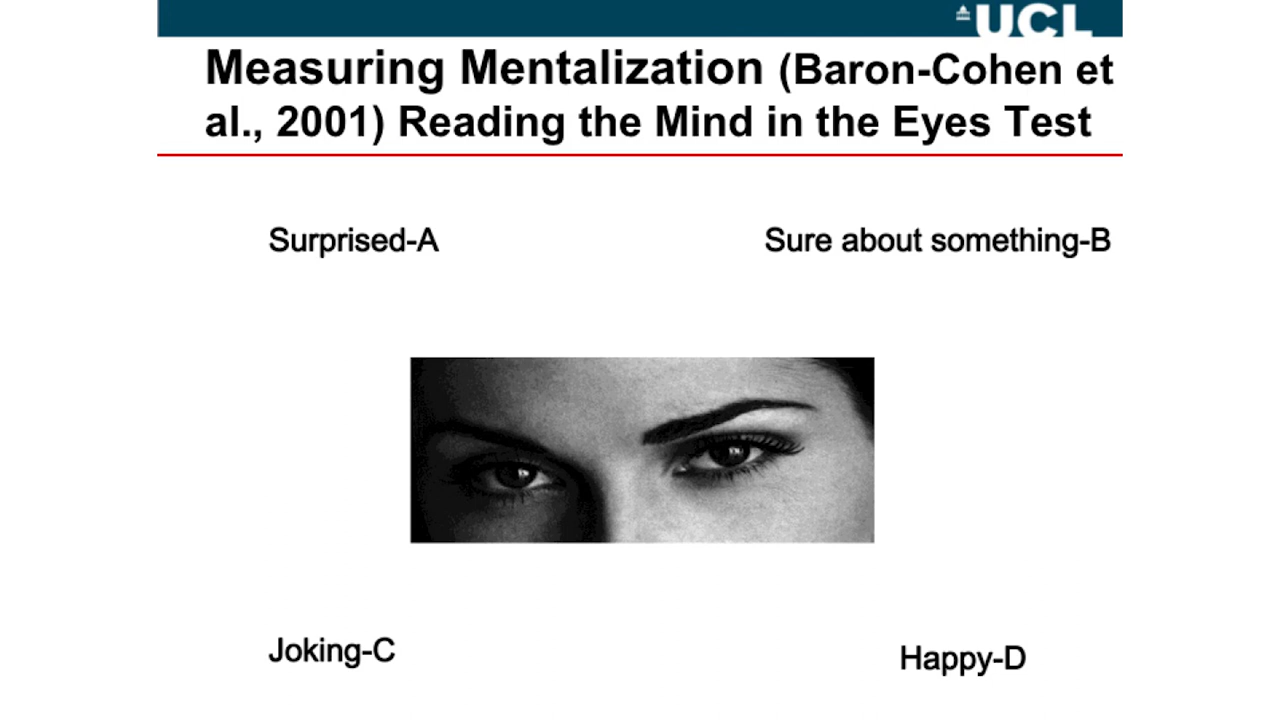 UCL
Measuring Mentalization (Baron-Cohen et
al., 2001) Reading the Mind in the Eyes Test
Surprised-A
Sure about something-B
Joking-C
Happy-D